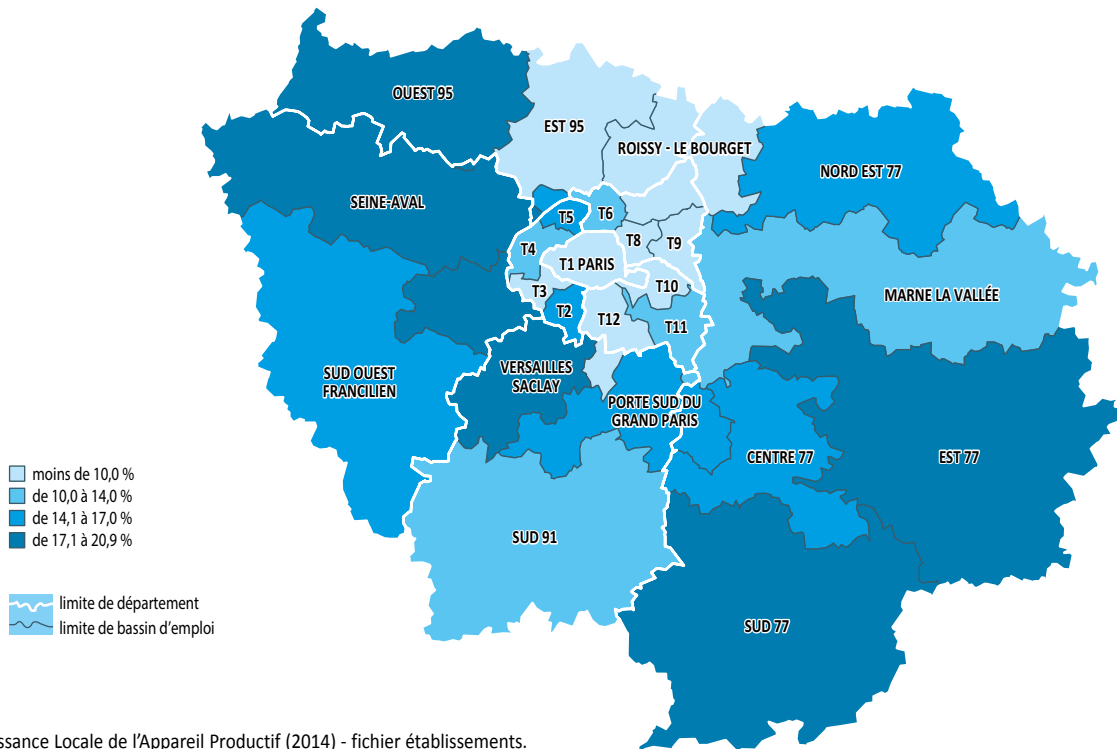 OUEST 95
EST 95
ROISSY - LE BOURGET
NORD EST 77
SEINE-AVAL
T5
T6
T4
T8
T9
T1 PARIS
T3
T10
T2
T12
T11
MARNE LA VALLÉE
SUD OUEST
FRANCILIEN
VERSAILLES
SACLAY
PORTE SUD DU
GRAND PARIS
CENTRE 77
EST 77
SUD 91
SUD 77
moins de 10,0 %
de 10,0 à 14,0 %
de 14,1 à 17,0 %
de 17,1 à 20,9 %
limite de département
limite de bassin d’emploi
ssance Locale de l’Appareil Productif (2014) - fichier établissements.